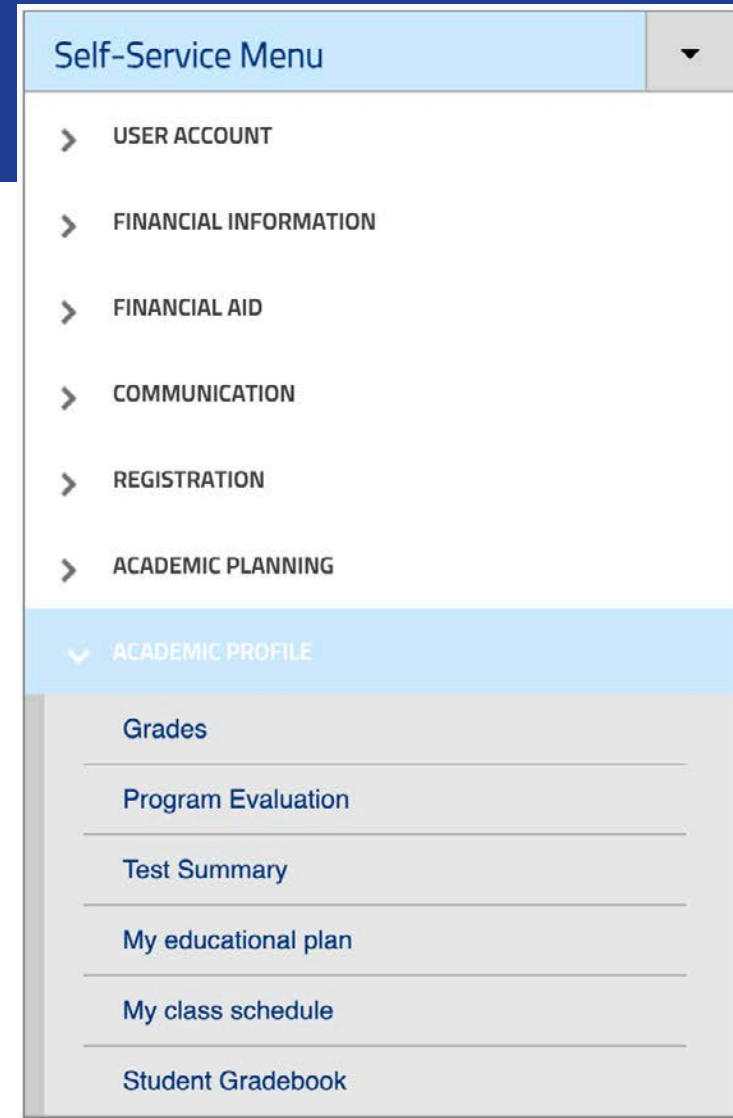 Self-Service Menu
USER ACCOUNT
FINANCIAL INFORMATION
FINANCIAL AID
COMMUNICATION
REGISTRATION
ACADEMIC PLANNING
ACADEMIC PROFILE
Grades
Program Evaluation
Test Summary
My educational plan
My class schedule
Student Gradebook